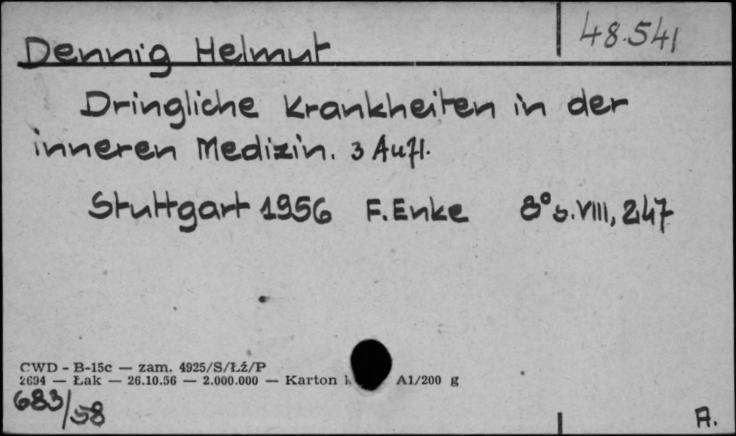 48.541
Dennig Helmut
Dringliche Krankheiten in der
inneren Medizin. 3 Aufl.
Stuttgart 1956 F. Enke 8° s. VIII, 247
CWD - B-15c — zam. 4925/S/Łż/P
2694 — Łak — 26.10.56 — 2.000.000 — Karton A1/200 g
683/58
A.